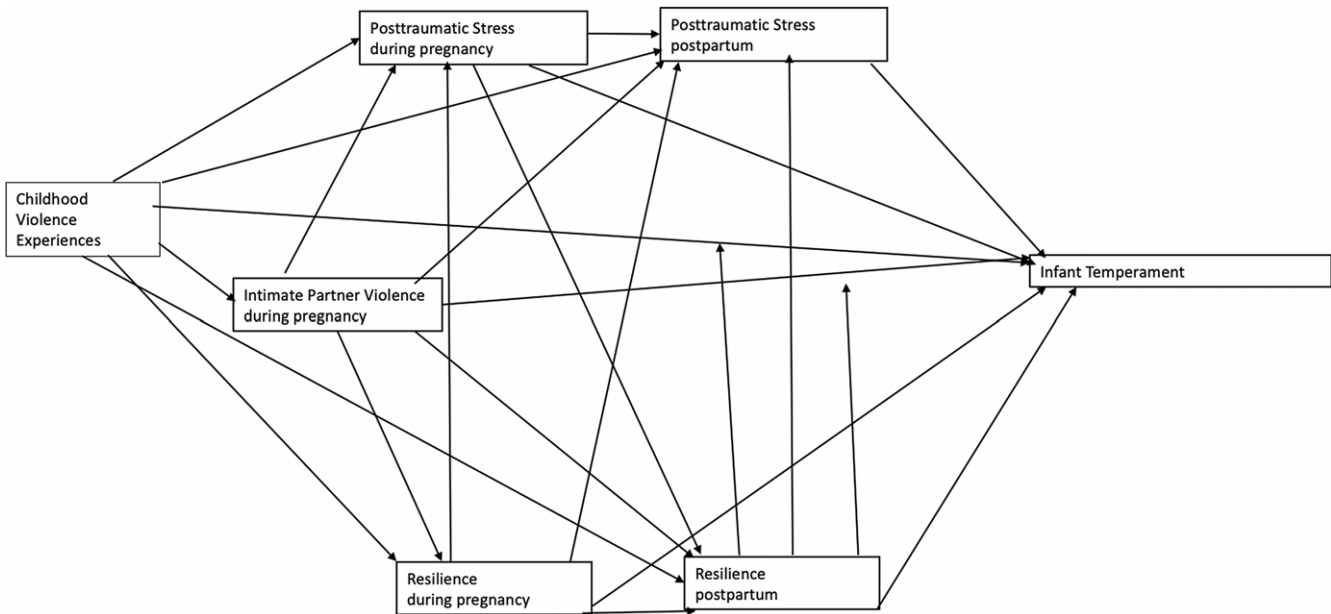 Posttraumatic Stress
during pregnancy
Posttraumatic Stress
postpartum
Childhood
Violence
Experiences
Intimate Partner Violence
during pregnancy
Infant Temperament
Resilience
during pregnancy
Resilience
postpartum